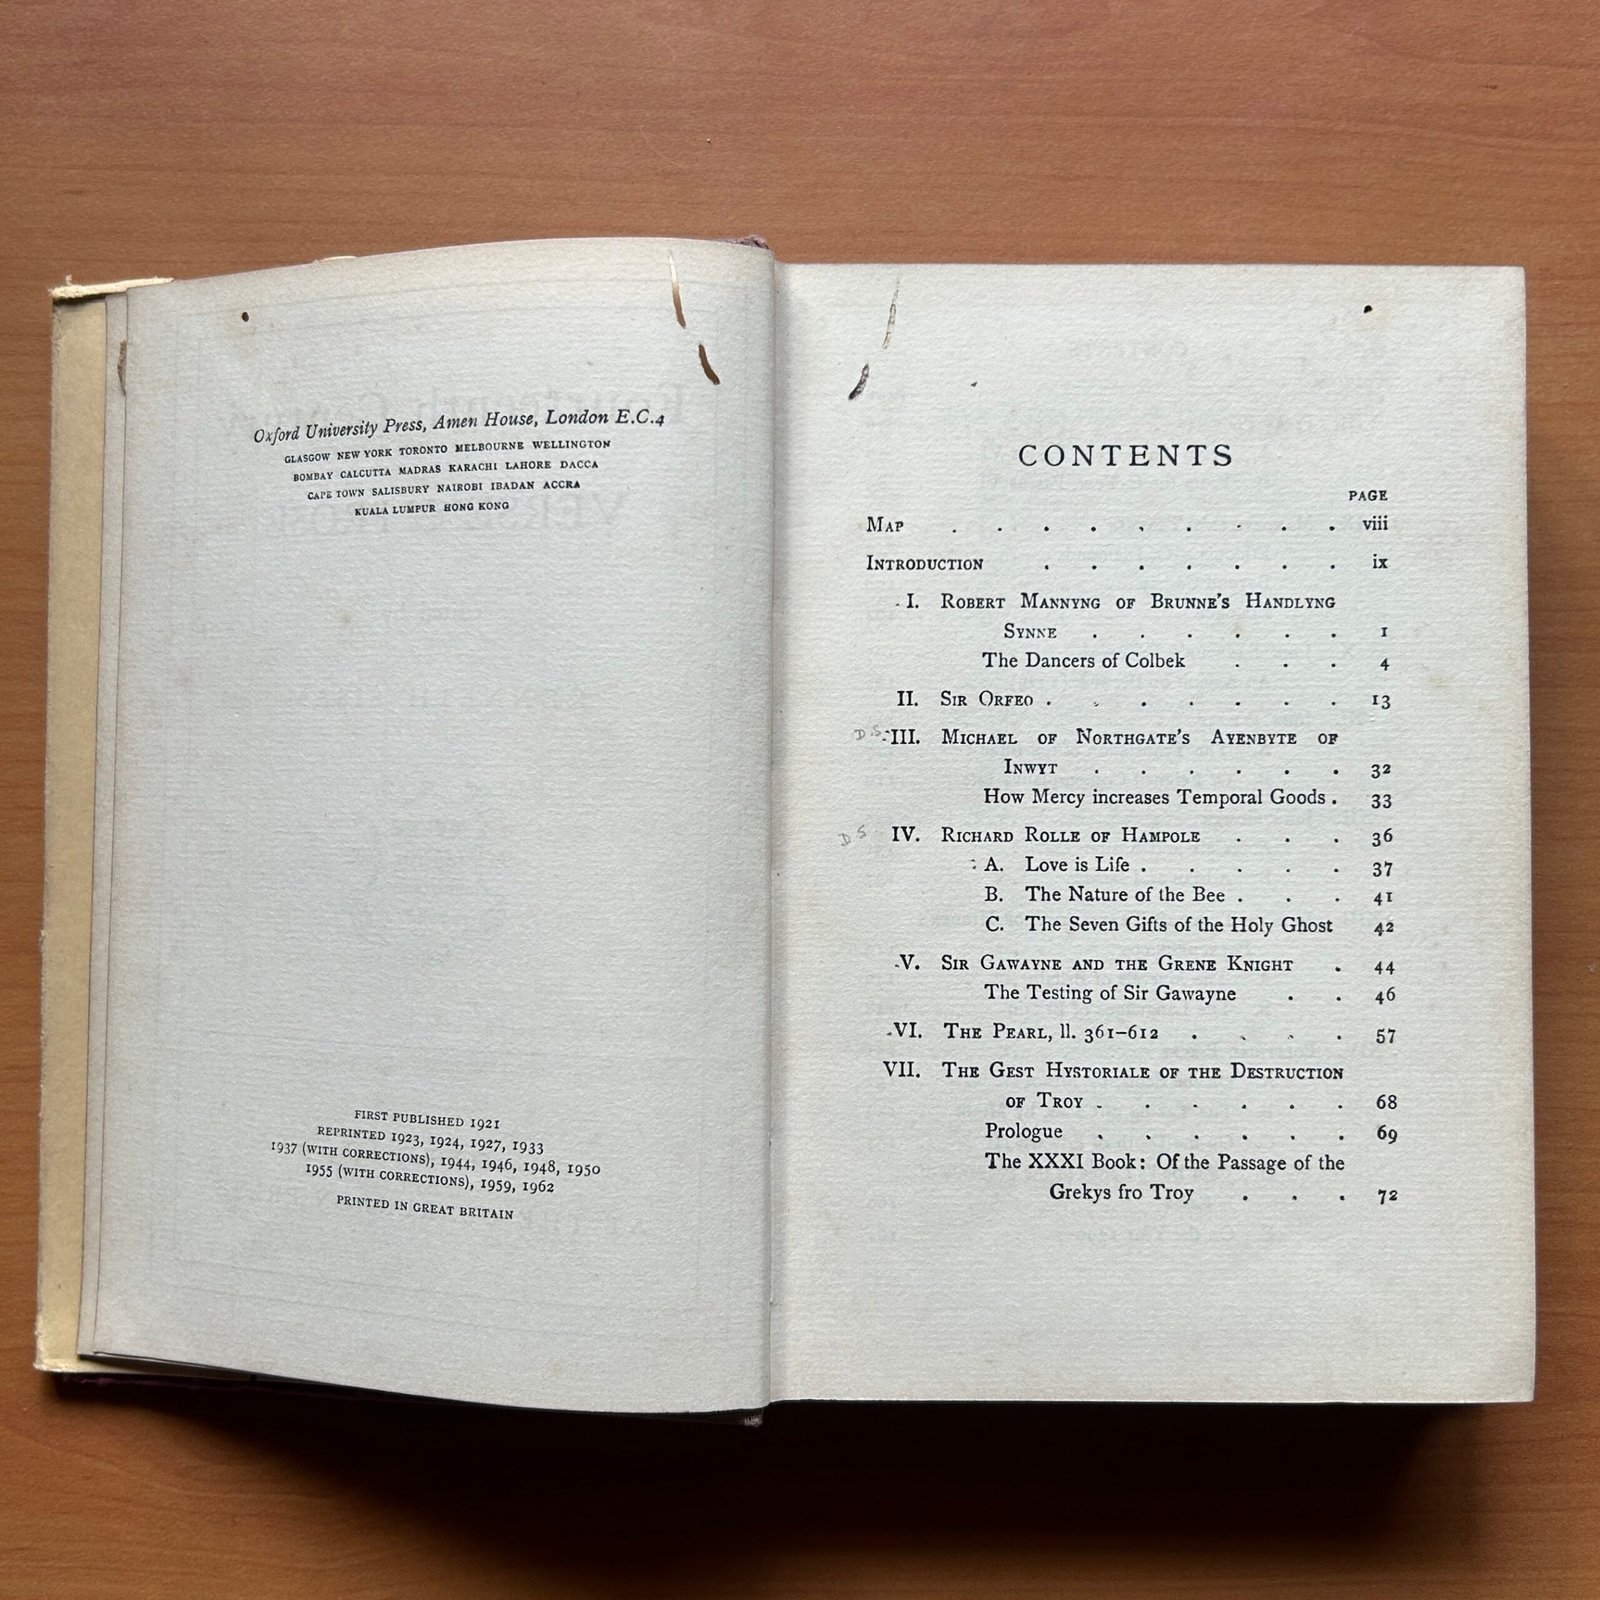 Oxford University Press, Amen House, London E.C.4
GLASGOW NEW YORK TORONTO MELBOURNE WELLINGTON
BOMBAY CALCUTTA MADRAS KARACHI LAHORE DACCA
CAPE TOWN SALISBURY NAIROBI IBADAN ACCRA
KUALA LUMPUR HONG KONG
FIRST PUBLISHED 1921
REPRINTED 1923, 1924, 1927, 1933
1937 (WITH CORRECTIONS), 1944, 1946, 1948, 1950
1955 (WITH CORRECTIONS), 1959, 1962
PRINTED IN GREAT BRITAIN
CONTENTS
PAGE
MAP . . . . . . . . . . viii
INTRODUCTION . . . . . . . ix
I. ROBERT MANNYNG OF BRUNNE'S HANDLYNG
SYNNE . . . . . . 1
The Dancers of Colbek . . . 4
II. SIR ORFEO . . . . . . . 13
D.S. III. MICHAEL OF NORTHGATE'S AYENBYTE OF
INWYT . . . . . . 32
How Mercy increases Temporal Goods . 33
D S IV. RICHARD ROLLE OF HAMPOLE . . . 36
A. Love is Life . . . . . 37
B. The Nature of the Bee . . . 41
C. The Seven Gifts of the Holy Ghost 42
V. SIR GAWAYNE AND THE GRENE KNIGHT . 44
The Testing of Sir Gawayne . . 46
VI. THE PEARL, ll. 361–612 . . . . 57
VII. THE GEST HYSTORIALE OF THE DESTRUCTION
OF TROY . . . . . . 68
Prologue . . . . . . 69
The XXXI Book: Of the Passage of the
Grekys fro Troy . . . 72